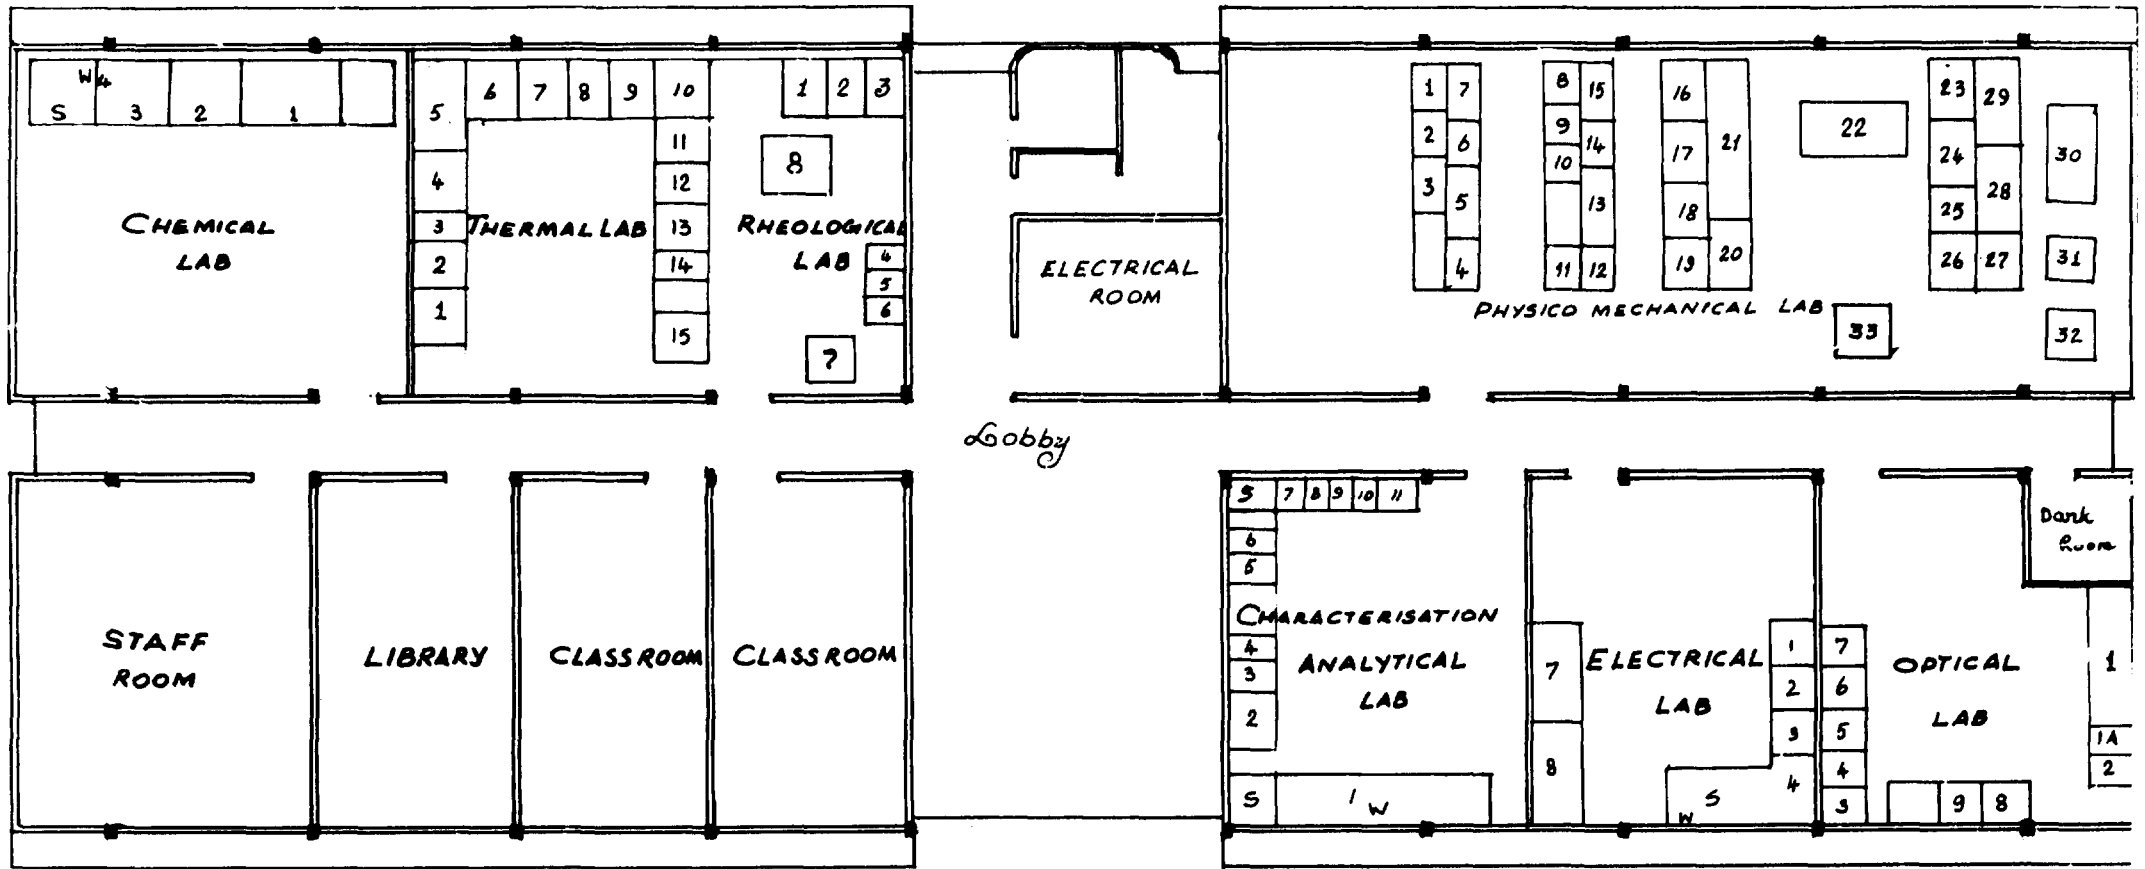 W 4
S 3 2 1
CHEMICAL
LAB
5 6 7 8 9 10
4
3
2
1
11
12
13
14
15
THERMAL LAB
1 2 3
8
RHEOLOGICAL
LAB
4
5
6
7
ELECTRICAL
ROOM
1 7
2 6
3 5
4
8 15
9 14
10
13
11 12
16
17 21
18
19 20
22
23 29
24
28
25
26 27
30
31
32
PHYSICO MECHANICAL LAB
33
Lobby
STAFF
ROOM
LIBRARY
CLASSROOM
CLASSROOM
S 7 8 9 10 11
6
5
CHARACTERISATION
ANALYTICAL
LAB
4
3
2
S 1 W
7
8
ELECTRICAL
LAB
1
2
3
4
S
W
7
6
5
4
3
OPTICAL
LAB
9 8
Dark
Room
1
1A
2